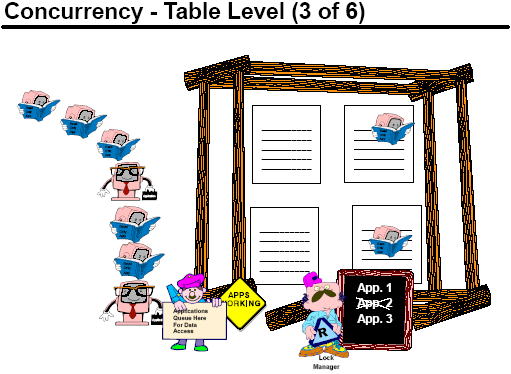 Concurrency - Table Level (3 of 6)
APPS
WORKING
Applications
Queue Here
For Data
Access
R
App. 1
App. 2
App. 3
Lock
Manager